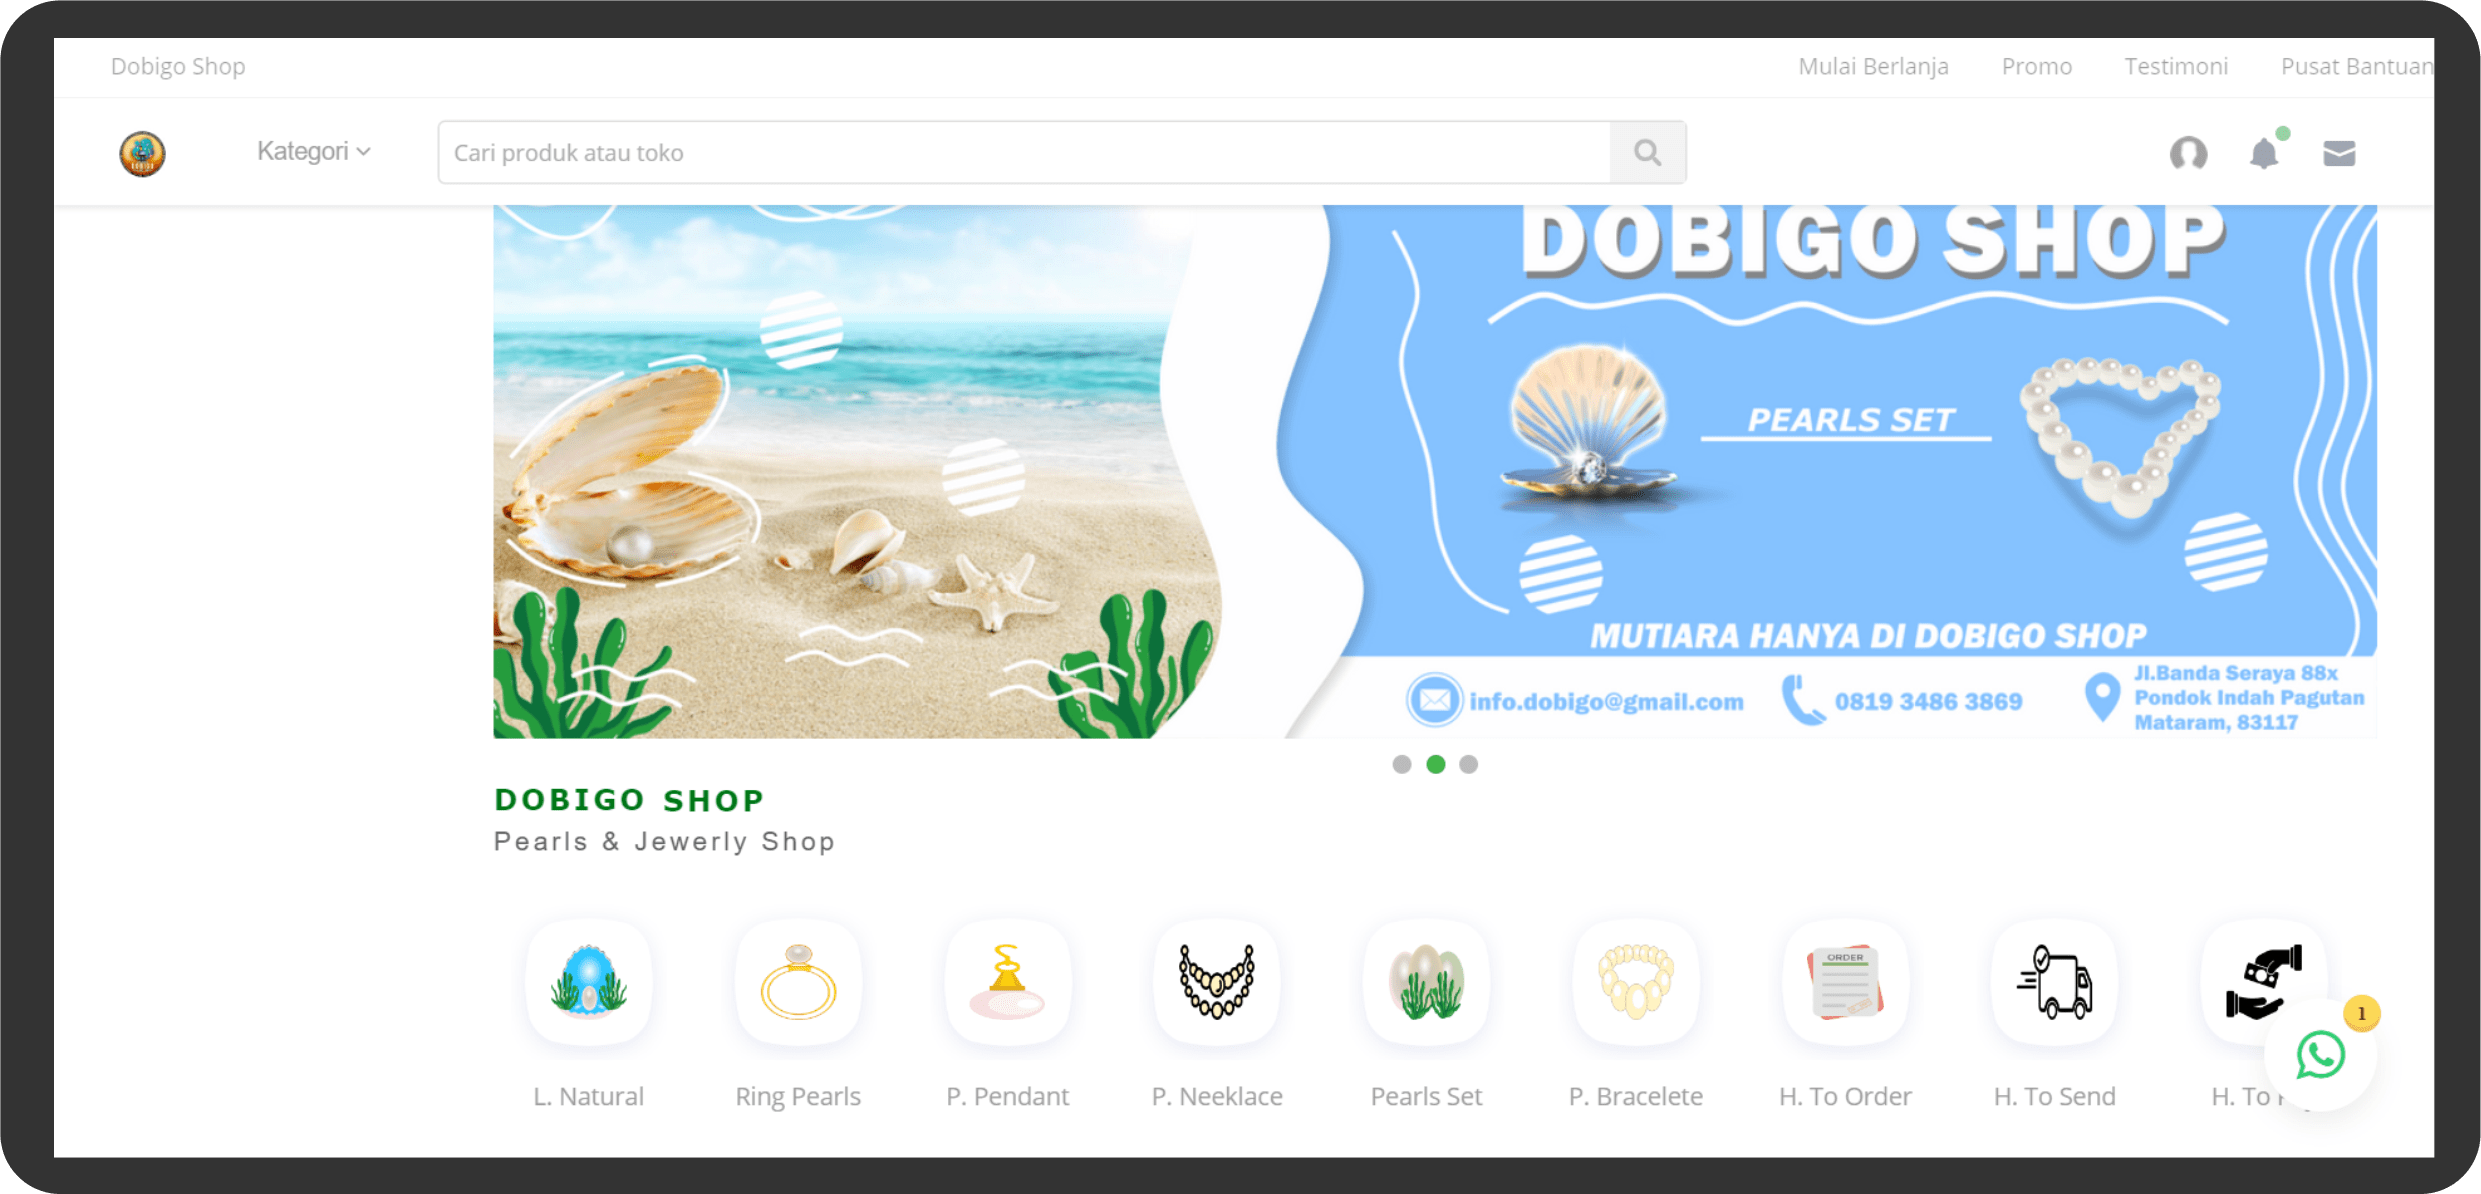 Dobigo Shop
Mulai Berlanja
Promo
Testimoni
Pusat Bantuan
DOBIGO
Kategori
Cari produk atau toko
DOBIGO SHOP
PEARLS SET
MUTIARA HANYA DI DOBIGO SHOP
info.dobigo@gmail.com
0819 3486 3869
Jl.Banda Seraya 88x
Pondok Indah Pagutan
Mataram, 83117
DOBIGO SHOP
Pearls & Jewerly Shop
ORDER
1
L. Natural
Ring Pearls
P. Pendant
P. Neeklace
Pearls Set
P. Bracelete
H. To Order
H. To Send
H. To